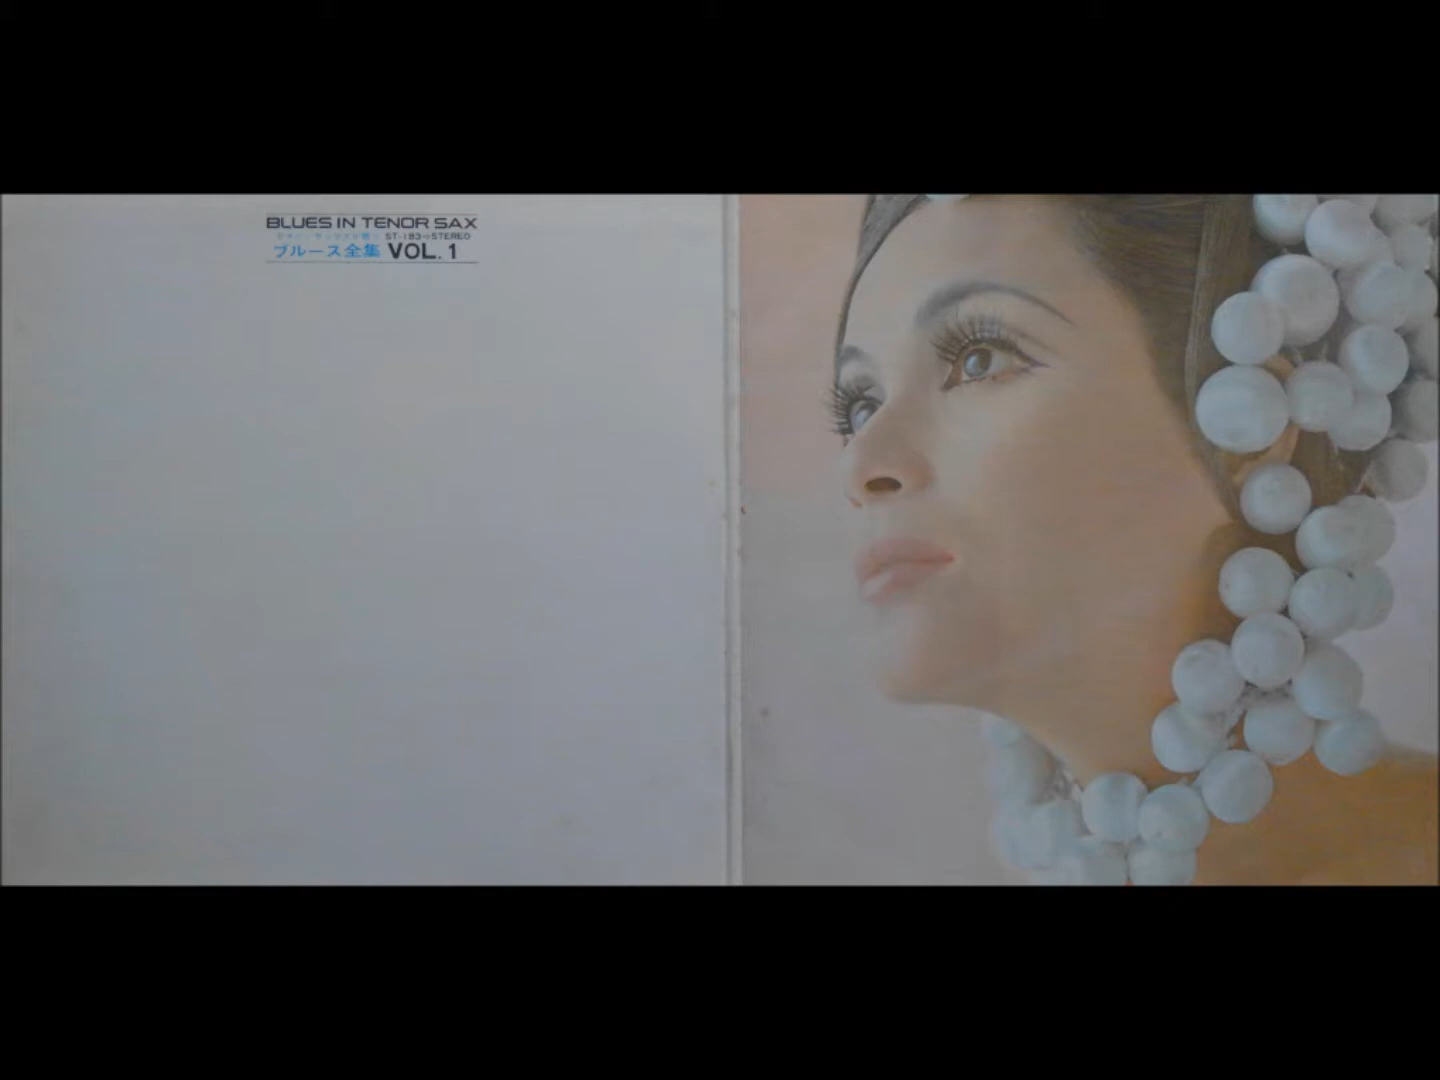 BLUES IN TENOR SAX
ST-183 STEREO
ブルース全集 VOL. 1